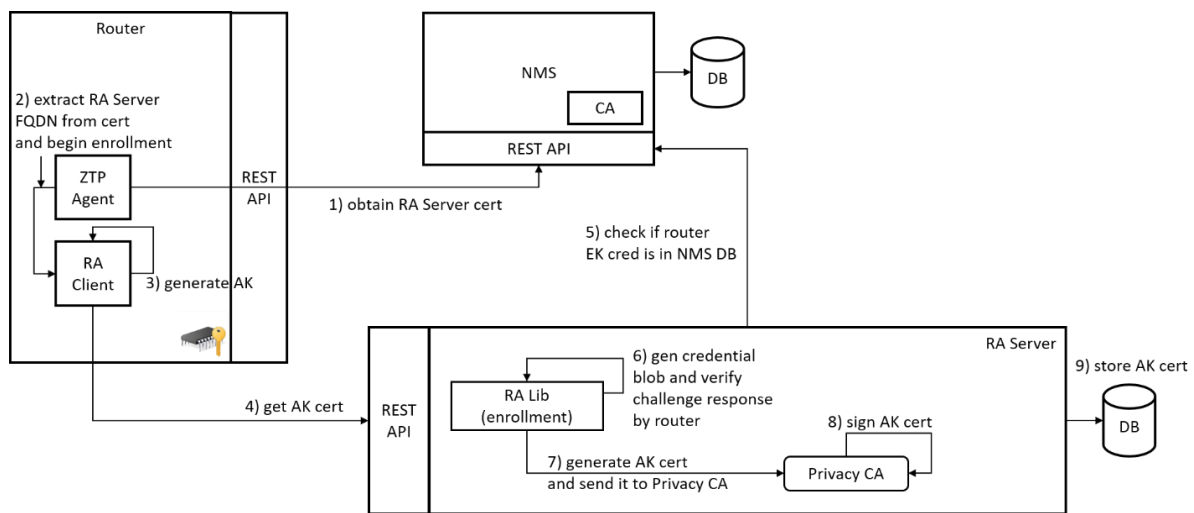 Router
2) extract RA Server
FQDN from cert
and begin enrollment
ZTP
Agent
REST
API
RA
Client
3) generate AK
1) obtain RA Server cert
NMS
CA
REST API
DB
5) check if router
EK cred is in NMS DB
4) get AK cert
REST
API
RA Server
RA Lib
(enrollment)
6) gen credential
blob and verify
challenge response
by router
7) generate AK cert
and send it to Privacy CA
8) sign AK cert
Privacy CA
9) store AK cert
DB